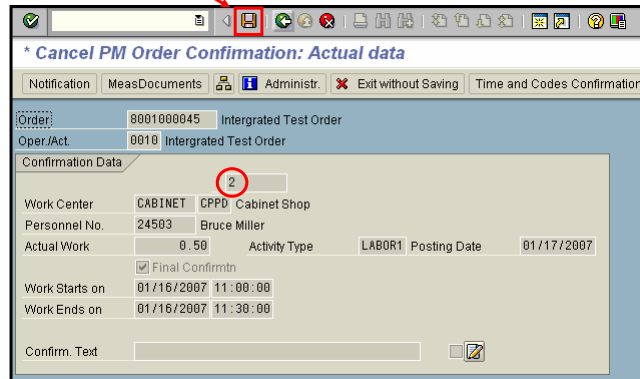 * Cancel PM Order Confirmation: Actual data
Notification MeasDocuments Administr. Exit without Saving Time and Codes Confirmation
Order 8001000045 Intergrated Test Order
Oper./Act. 0010 Intergrated Test Order
Confirmation Data
2
Work Center CABINET CPPD Cabinet Shop
Personnel No. 24503 Bruce Miller
Actual Work 0.50 Activity Type LABOR1 Posting Date 01/17/2007
Final Confirmtn
Work Starts on 01/16/2007 11:00:00
Work Ends on 01/16/2007 11:30:00
Confirm. Text